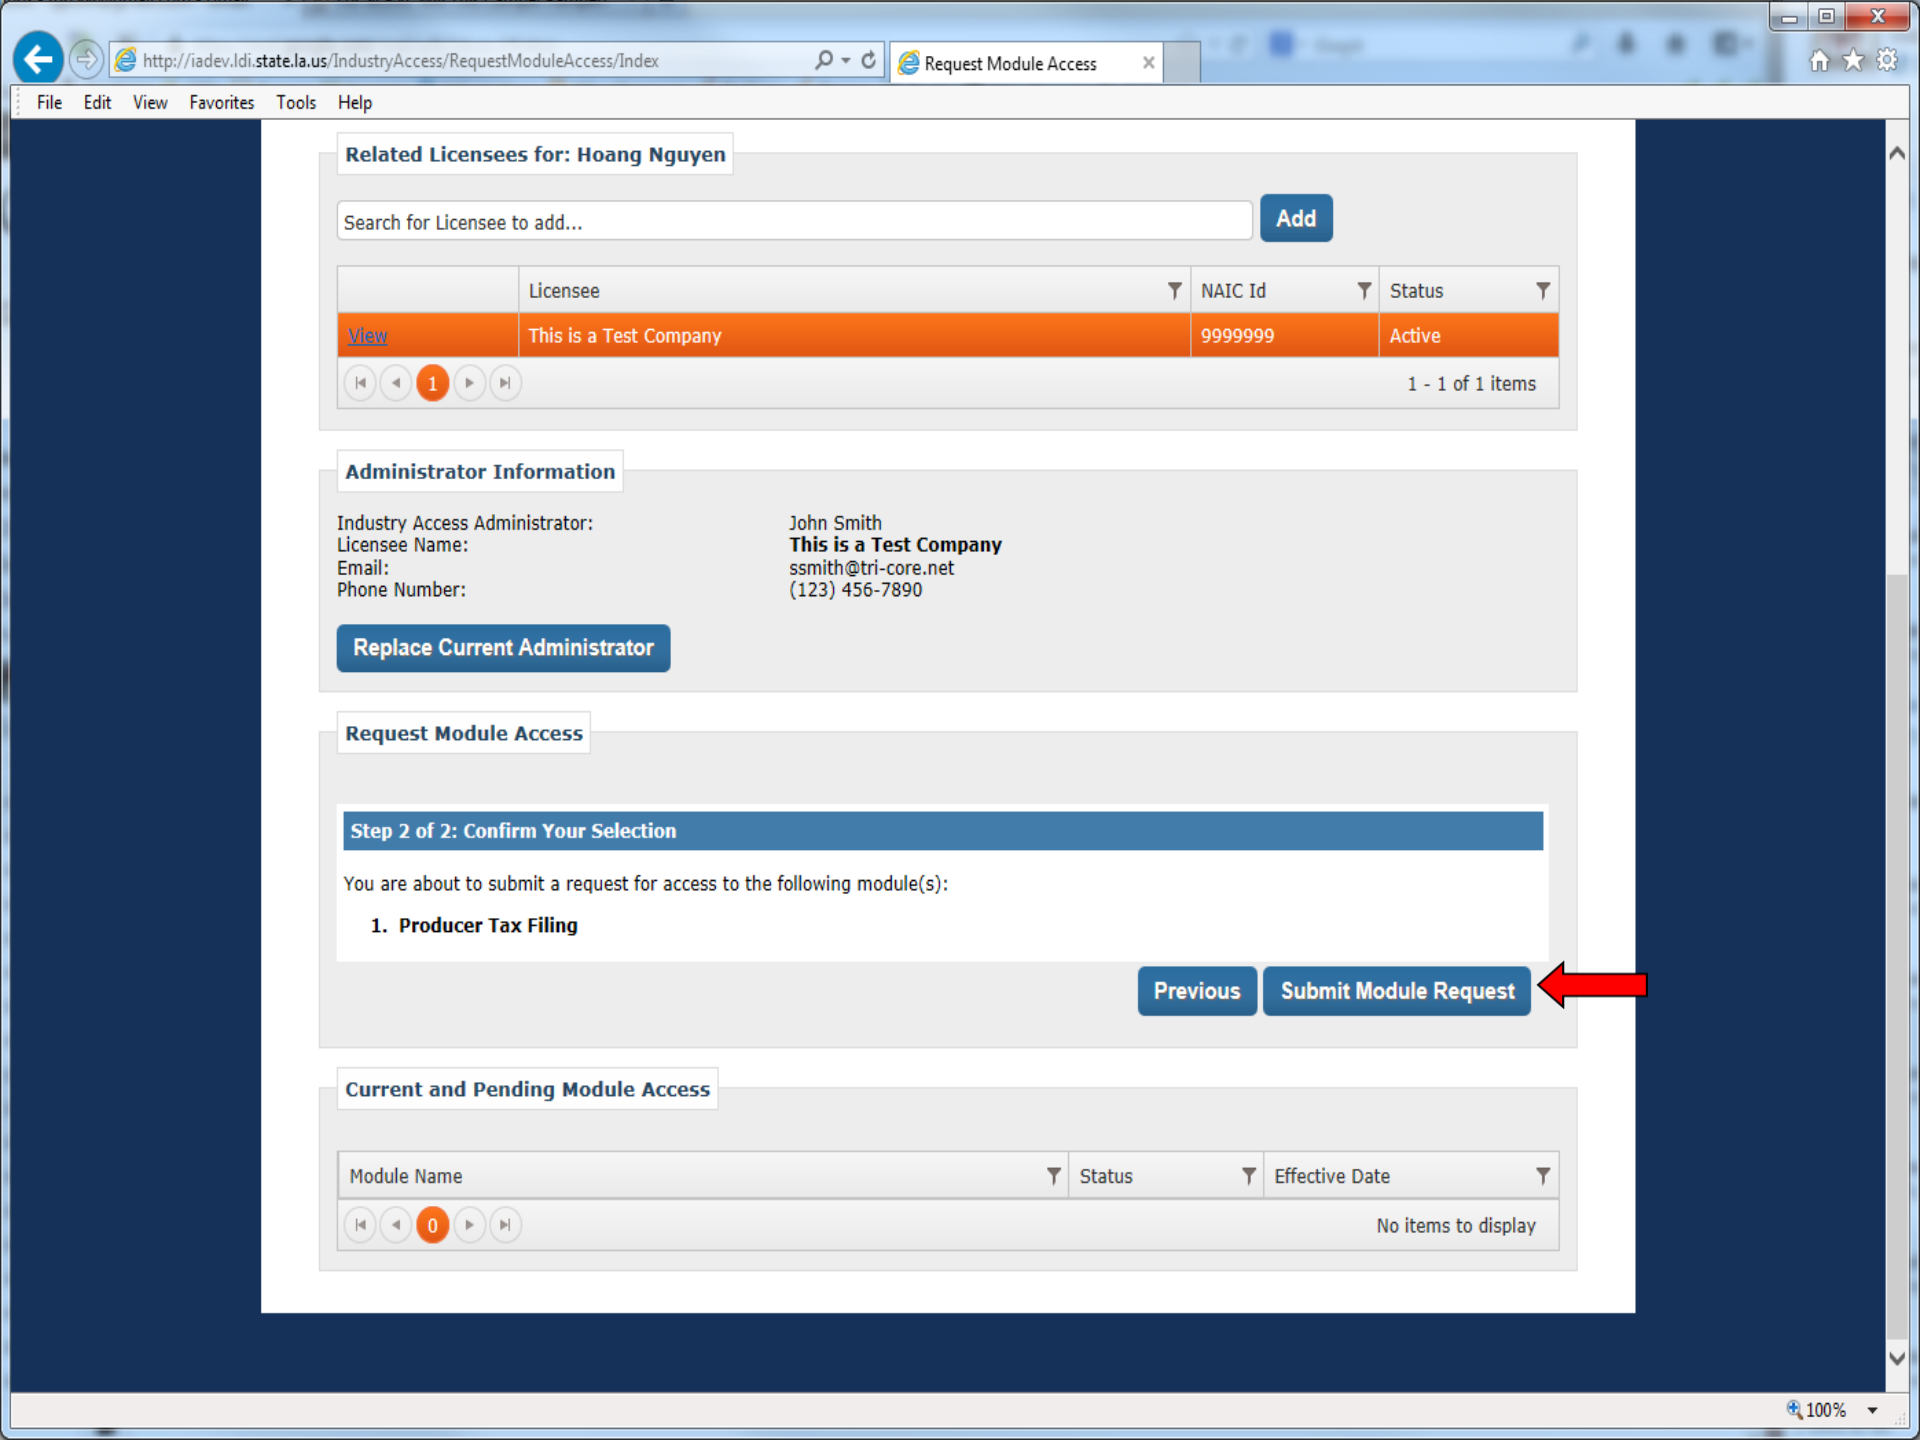 http://iadev.ldi.state.la.us/IndustryAccess/RequestModuleAccess/Index
Request Module Access
File Edit View Favorites Tools Help
Related Licensees for: Hoang Nguyen
Search for Licensee to add...
Add
Licensee NAIC Id Status
View This is a Test Company 9999999 Active
1 1 - 1 of 1 items
Administrator Information
Industry Access Administrator: John Smith
Licensee Name: This is a Test Company
Email: ssmith@tri-core.net
Phone Number: (123) 456-7890
Replace Current Administrator
Request Module Access
Step 2 of 2: Confirm Your Selection
You are about to submit a request for access to the following module(s):
1. Producer Tax Filing
Previous Submit Module Request
Current and Pending Module Access
Module Name Status Effective Date
0 No items to display
100%